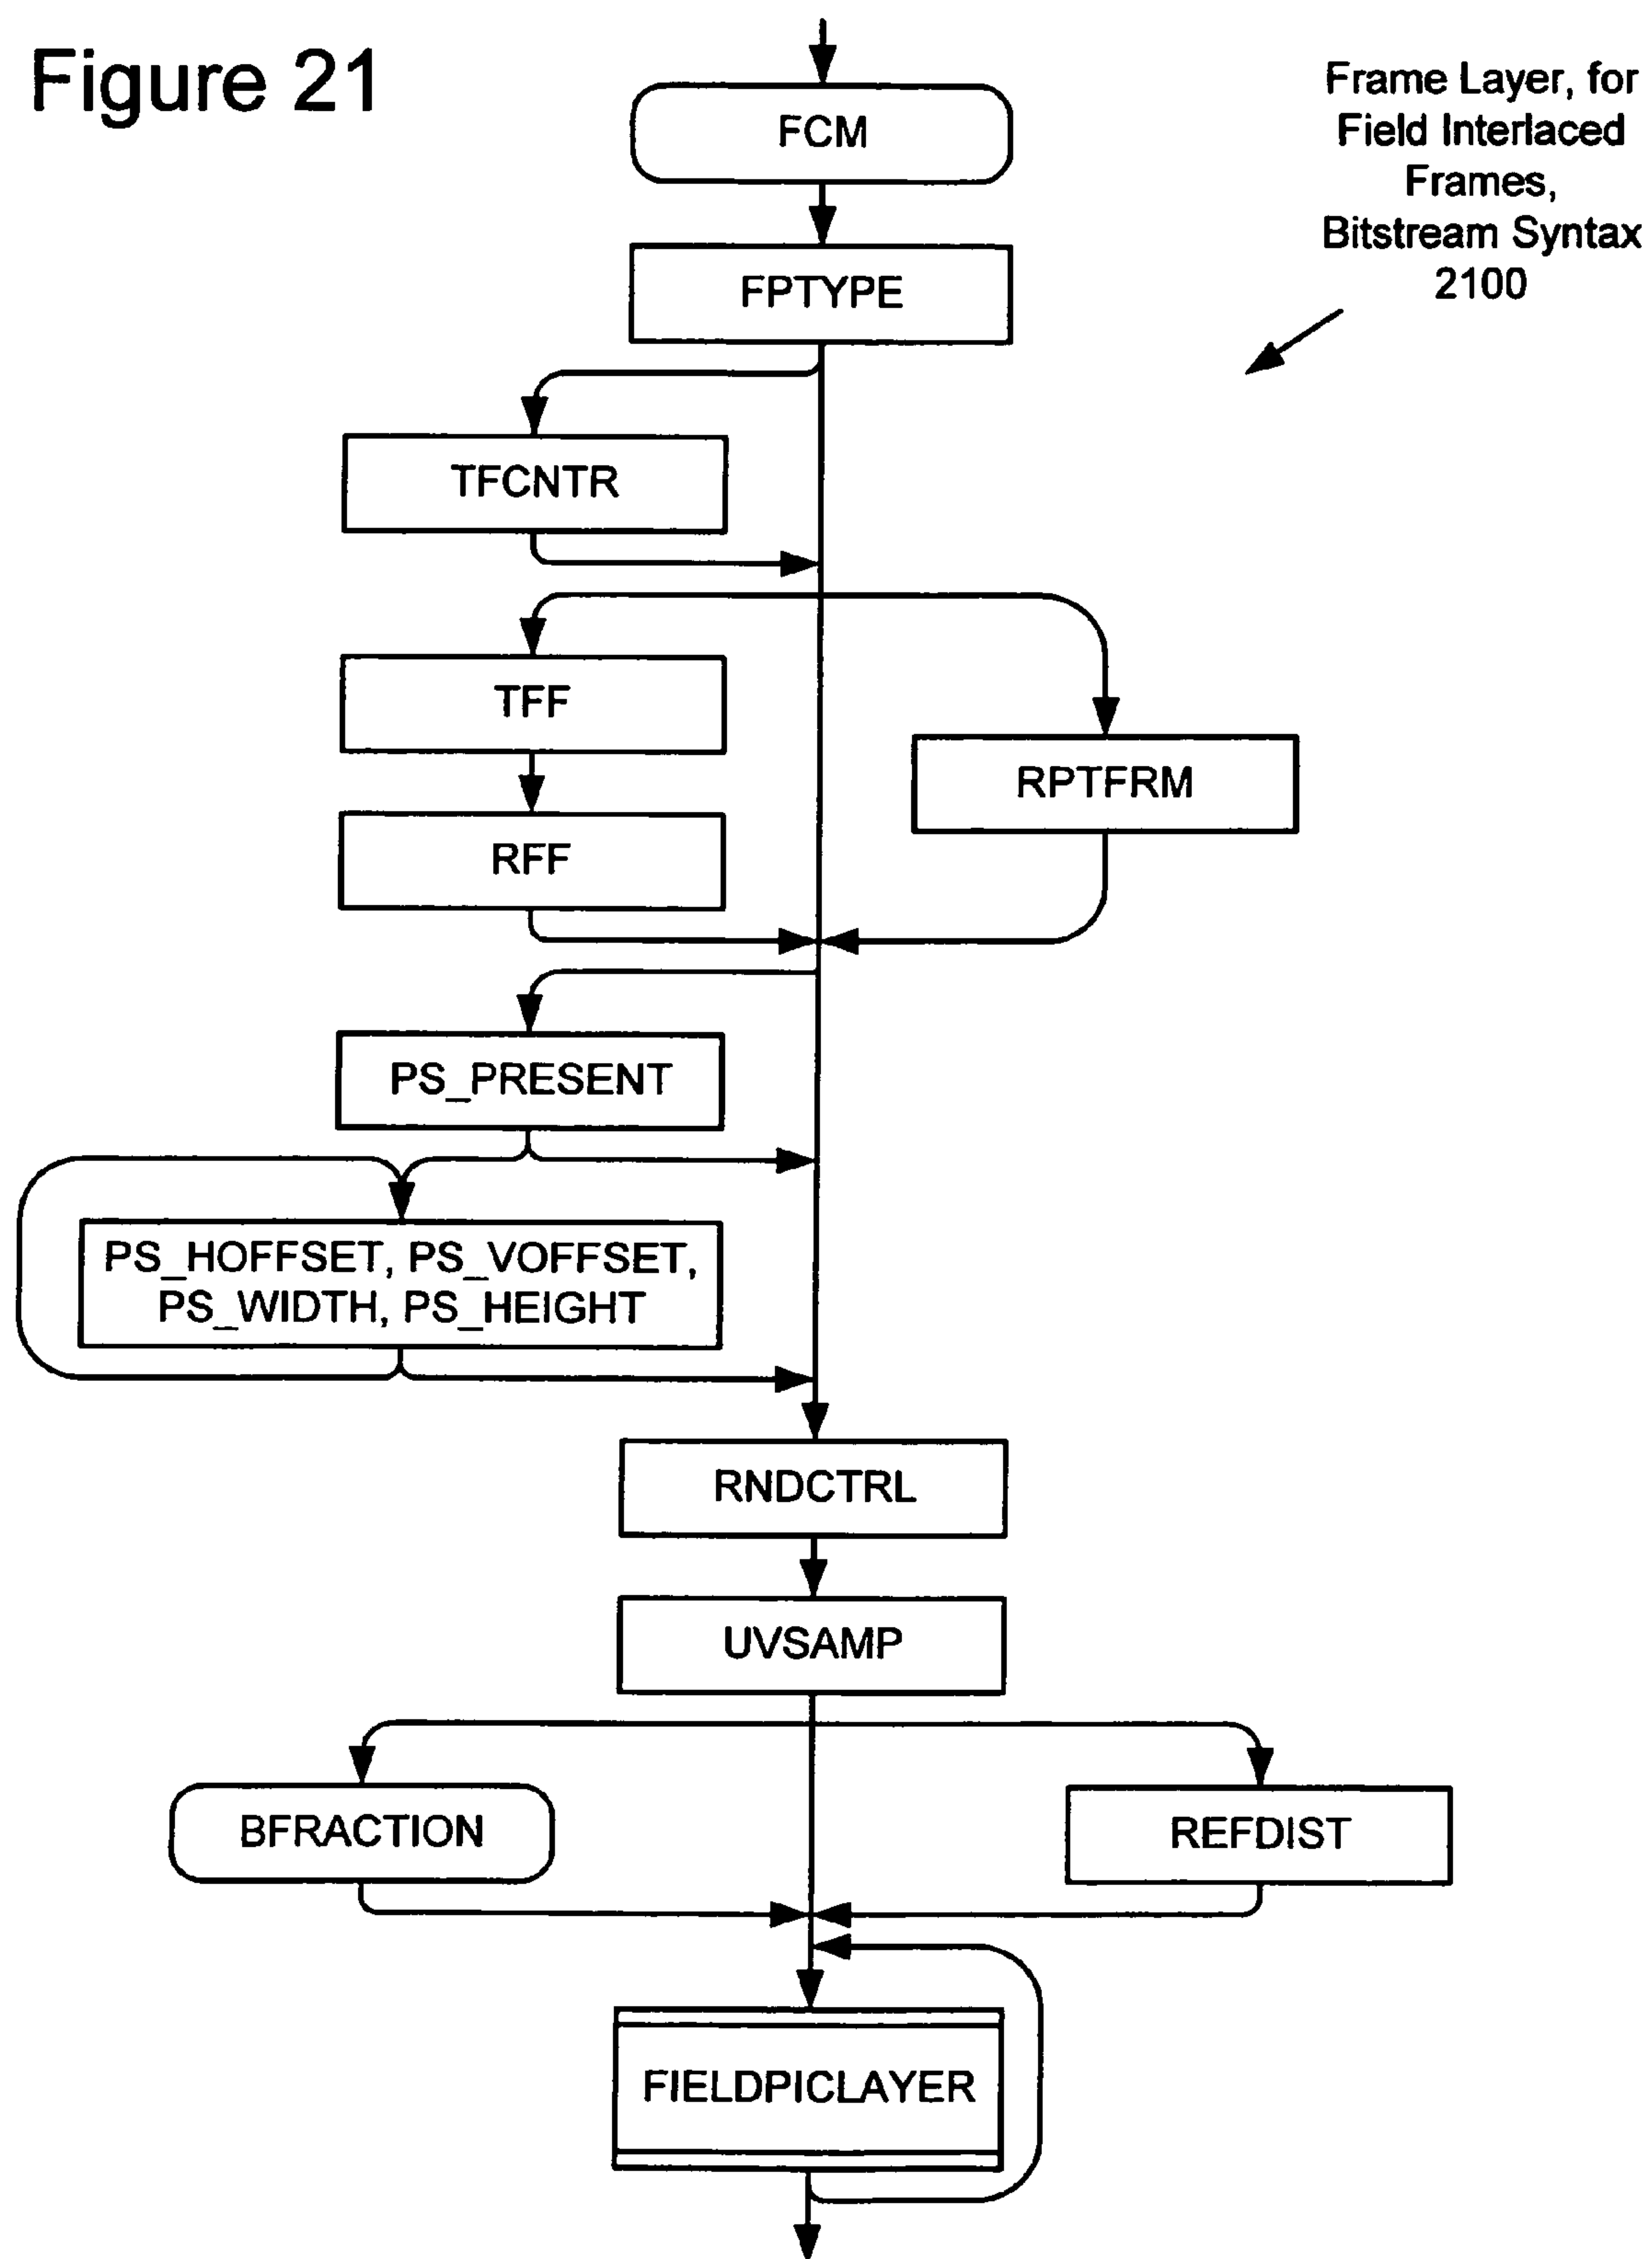 Figure 21
Frame Layer, for
Field Interlaced
Frames,
Bitstream Syntax
2100
FCM
FPTYPE
TFCNTR
TFF
RPTFRM
RFF
PS_PRESENT
PS_HOFFSET, PS_VOFFSET,
PS_WIDTH, PS_HEIGHT
RNDCTRL
UVSAMP
BFRACTION
REFDIST
FIELDPICLAYER